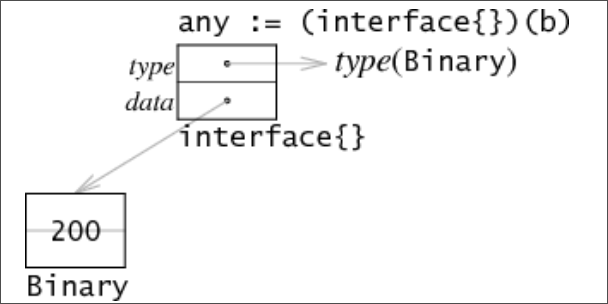 any := (interface{})(b)
type
type(Binary)
data
interface{}
200
Binary